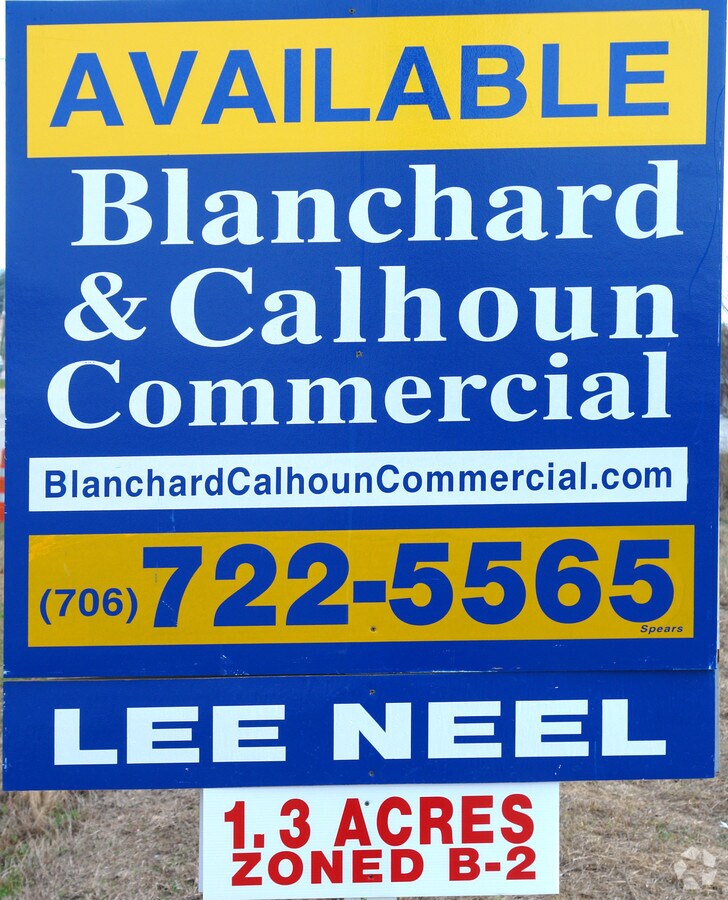 AVAILABLE
Blanchard
& Calhoun
Commercial
BlanchardCalhounCommercial.com
(706) 722-5565
Spears
LEE NEEL
1.3 ACRES
ZONED B-2